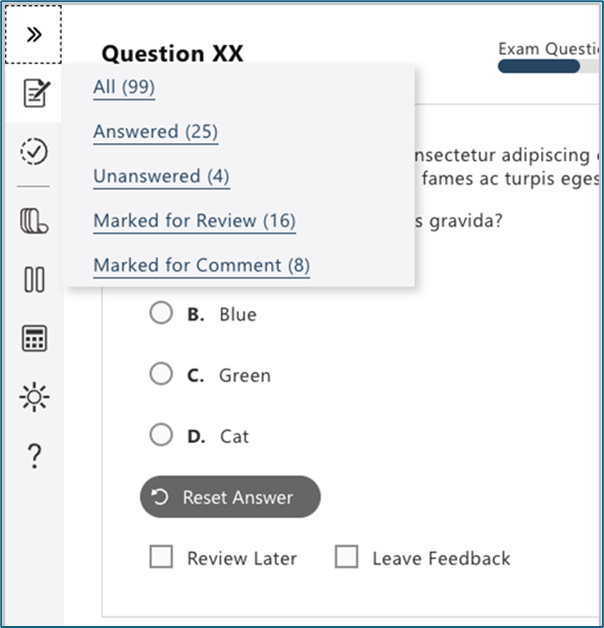 Question XX
Exam Questi
All (99)
Answered (25)
Unanswered (4)
Marked for Review (16)
Marked for Comment (8)
nsectetur adipiscing
fames ac turpis eges
s gravida?
B. Blue
C. Green
D. Cat
Reset Answer
Review Later Leave Feedback
?